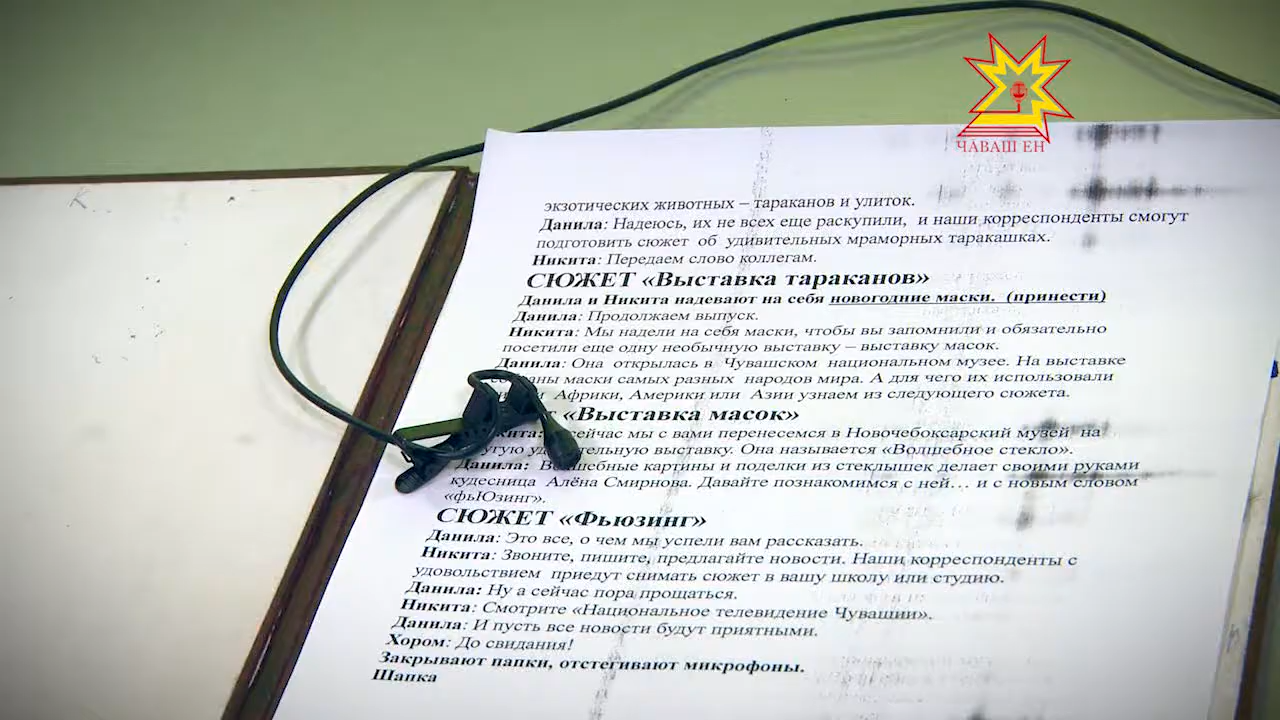 ЧӐВАШ ЕН
экзотических животных – тараканов и улиток.
Данила: Надеюсь, их не всех еще раскупили, и наши корреспонденты смогут
подготовить сюжет об удивительных мраморных таракашках.
Никита: Передаем слово коллегам.
СЮЖЕТ «Выставка тараканов»
Данила и Никита надевают на себя новогодние маски. (принести)
Данила: Продолжаем выпуск.
Никита: Мы надели на себя маски, чтобы вы запомнили и обязательно
посетили еще одну необычную выставку – выставку масок.
Данила: Она открылась в Чувашском национальном музее. На выставке
маски самых разных народов мира. А для чего их использовали
Африки, Америки или Азии узнаем из следующего сюжета.
«Выставка масок»
сейчас мы с вами перенесемся в Новочебоксарский музей на
выставку. Она называется «Волшебное стекло».
Данила: Волшебные картины и поделки из стеклышек делает своими руками
кудесница Алёна Смирнова. Давайте познакомимся с ней… и с новым словом
«фьЮзинг».
СЮЖЕТ «Фьюзинг»
Данила: Это все, о чем мы успели вам рассказать.
Никита: Звоните, пишите, предлагайте новости. Наши корреспонденты с
удовольствием приедут снимать сюжет в вашу школу или студию.
Данила: Ну а сейчас пора прощаться.
Никита: Смотрите «Национальное телевидение Чувашии».
Данила: И пусть все новости будут приятными.
Хором: До свидания!
Закрывают папки, отстегивают микрофоны.
Шапка